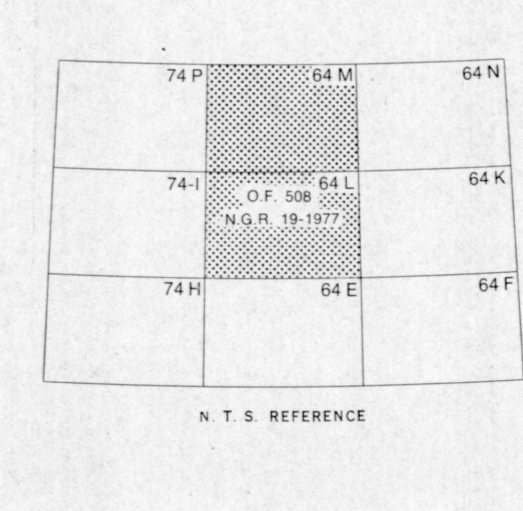 74 P 64 M 64 N
74-I 64 L 64 K
O.F. 508
N.G.R. 19-1977
74 H 64 E 64 F
N. T. S. REFERENCE